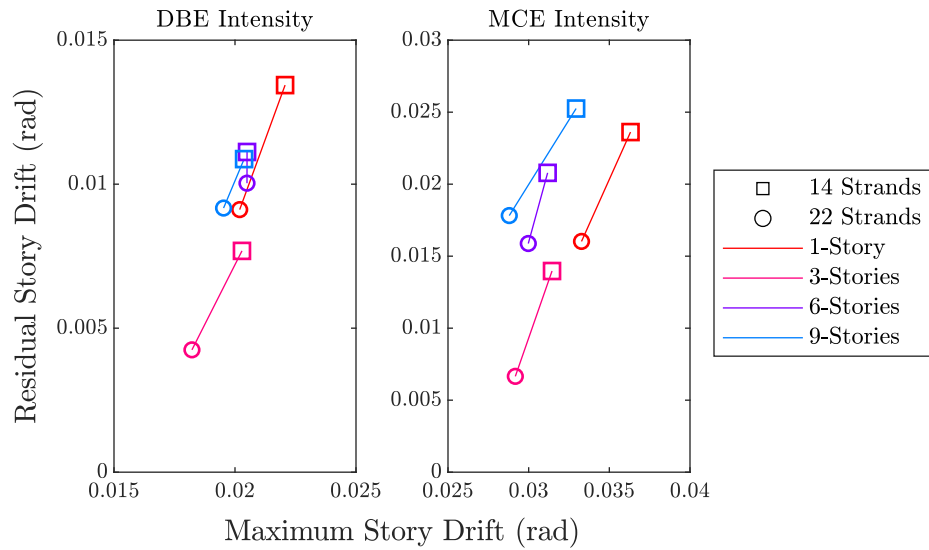 DBE Intensity
MCE Intensity
Residual Story Drift (rad)
0.015
0.01
0.005
0
0.015
0.02
0.025
0.03
0.025
0.02
0.015
0.01
0.005
0
0.025
0.03
0.035
0.04
Maximum Story Drift (rad)
14 Strands
22 Strands
1-Story
3-Stories
6-Stories
9-Stories